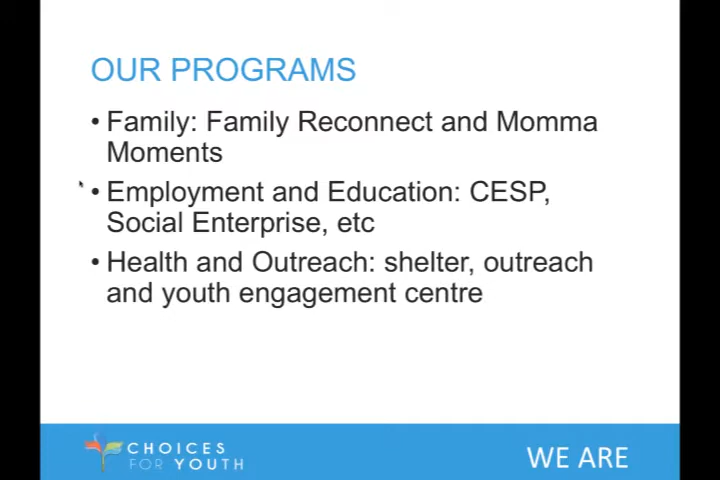 OUR PROGRAMS
• Family: Family Reconnect and Momma
Moments
• Employment and Education: CESP,
Social Enterprise, etc
• Health and Outreach: shelter, outreach
and youth engagement centre
CHOICES
FOR YOUTH
WE ARE